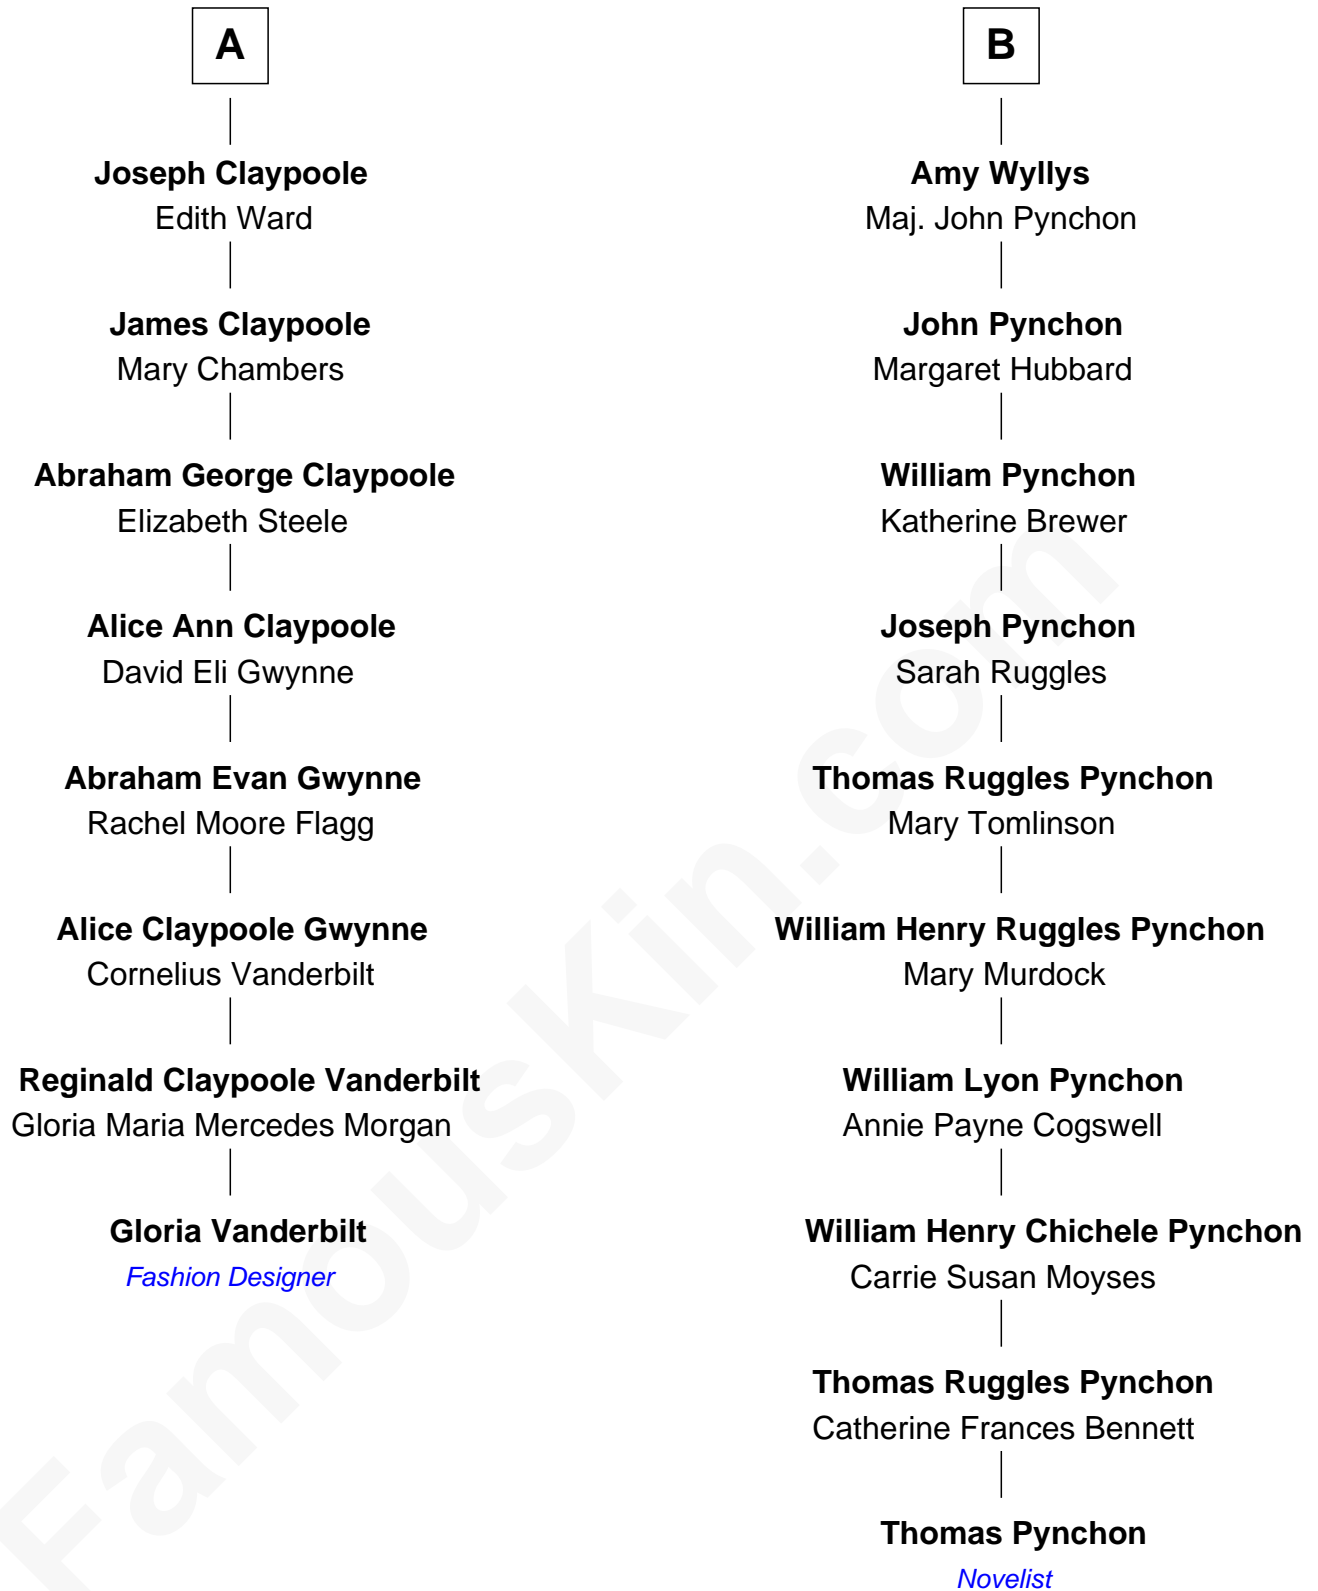 A
Joseph Claypoole
Edith Ward
James Claypoole
Mary Chambers
Abraham George Claypoole
Elizabeth Steele
Alice Ann Claypoole
David Eli Gwynne
Abraham Evan Gwynne
Rachel Moore Flagg
Alice Claypoole Gwynne
Cornelius Vanderbilt
Reginald Claypoole Vanderbilt
Gloria Maria Mercedes Morgan
Gloria Vanderbilt
Fashion Designer
B
Amy Wyllys
Maj. John Pynchon
John Pynchon
Margaret Hubbard
William Pynchon
Katherine Brewer
Joseph Pynchon
Sarah Ruggles
Thomas Ruggles Pynchon
Mary Tomlinson
William Henry Ruggles Pynchon
Mary Murdock
William Lyon Pynchon
Annie Payne Cogswell
William Henry Chichele Pynchon
Carrie Susan Moyses
Thomas Ruggles Pynchon
Catherine Frances Bennett
Thomas Pynchon
Novelist
FamousKin.com